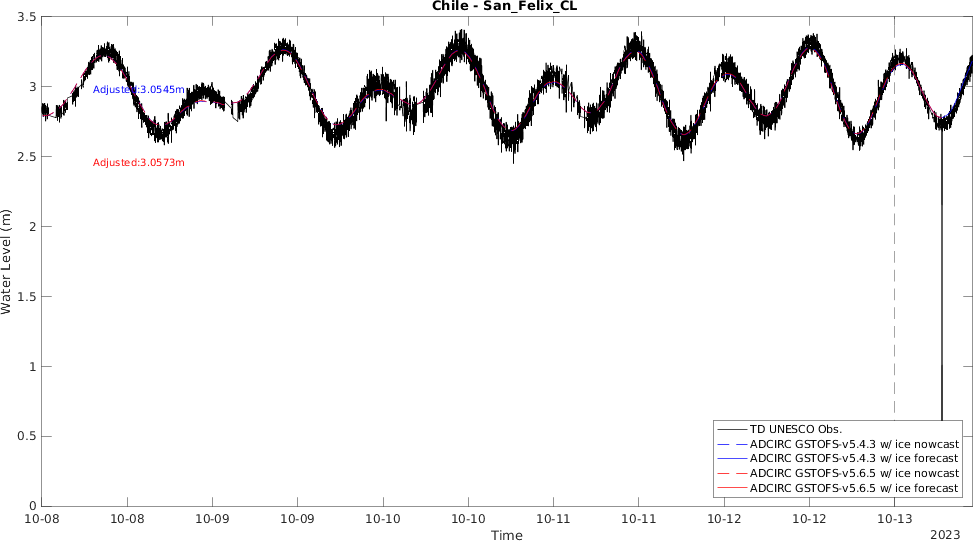 Chile - San_Felix_CL
3.5
3
2.5
2
1.5
1
0.5
0
Water Level (m)
Adjusted:3.0545m
Adjusted:3.0573m
TD UNESCO Obs.
ADCIRC GSTOFS-v5.4.3 w/ ice nowcast
ADCIRC GSTOFS-v5.4.3 w/ ice forecast
ADCIRC GSTOFS-v5.6.5 w/ ice nowcast
ADCIRC GSTOFS-v5.6.5 w/ ice forecast
10-08 10-08 10-09 10-09 10-10 10-10 10-11 10-11 10-12 10-12 10-13
Time
2023